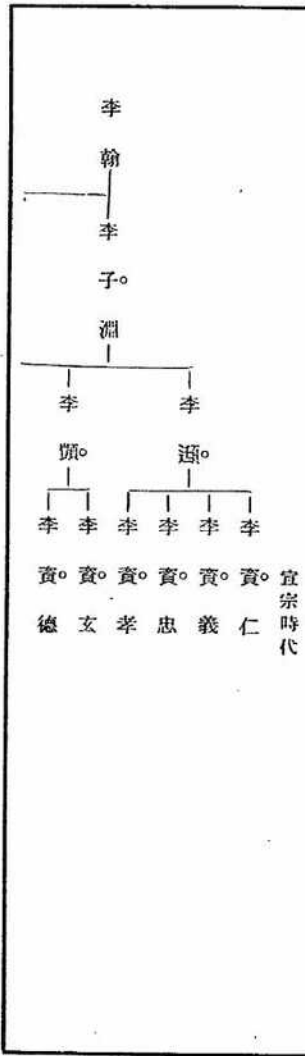 宣宗時代
李資。仁
李資。義
李資。忠
李資。孝
李資。玄
李資。德
李頲。
李顗。
李翰
李子。淵